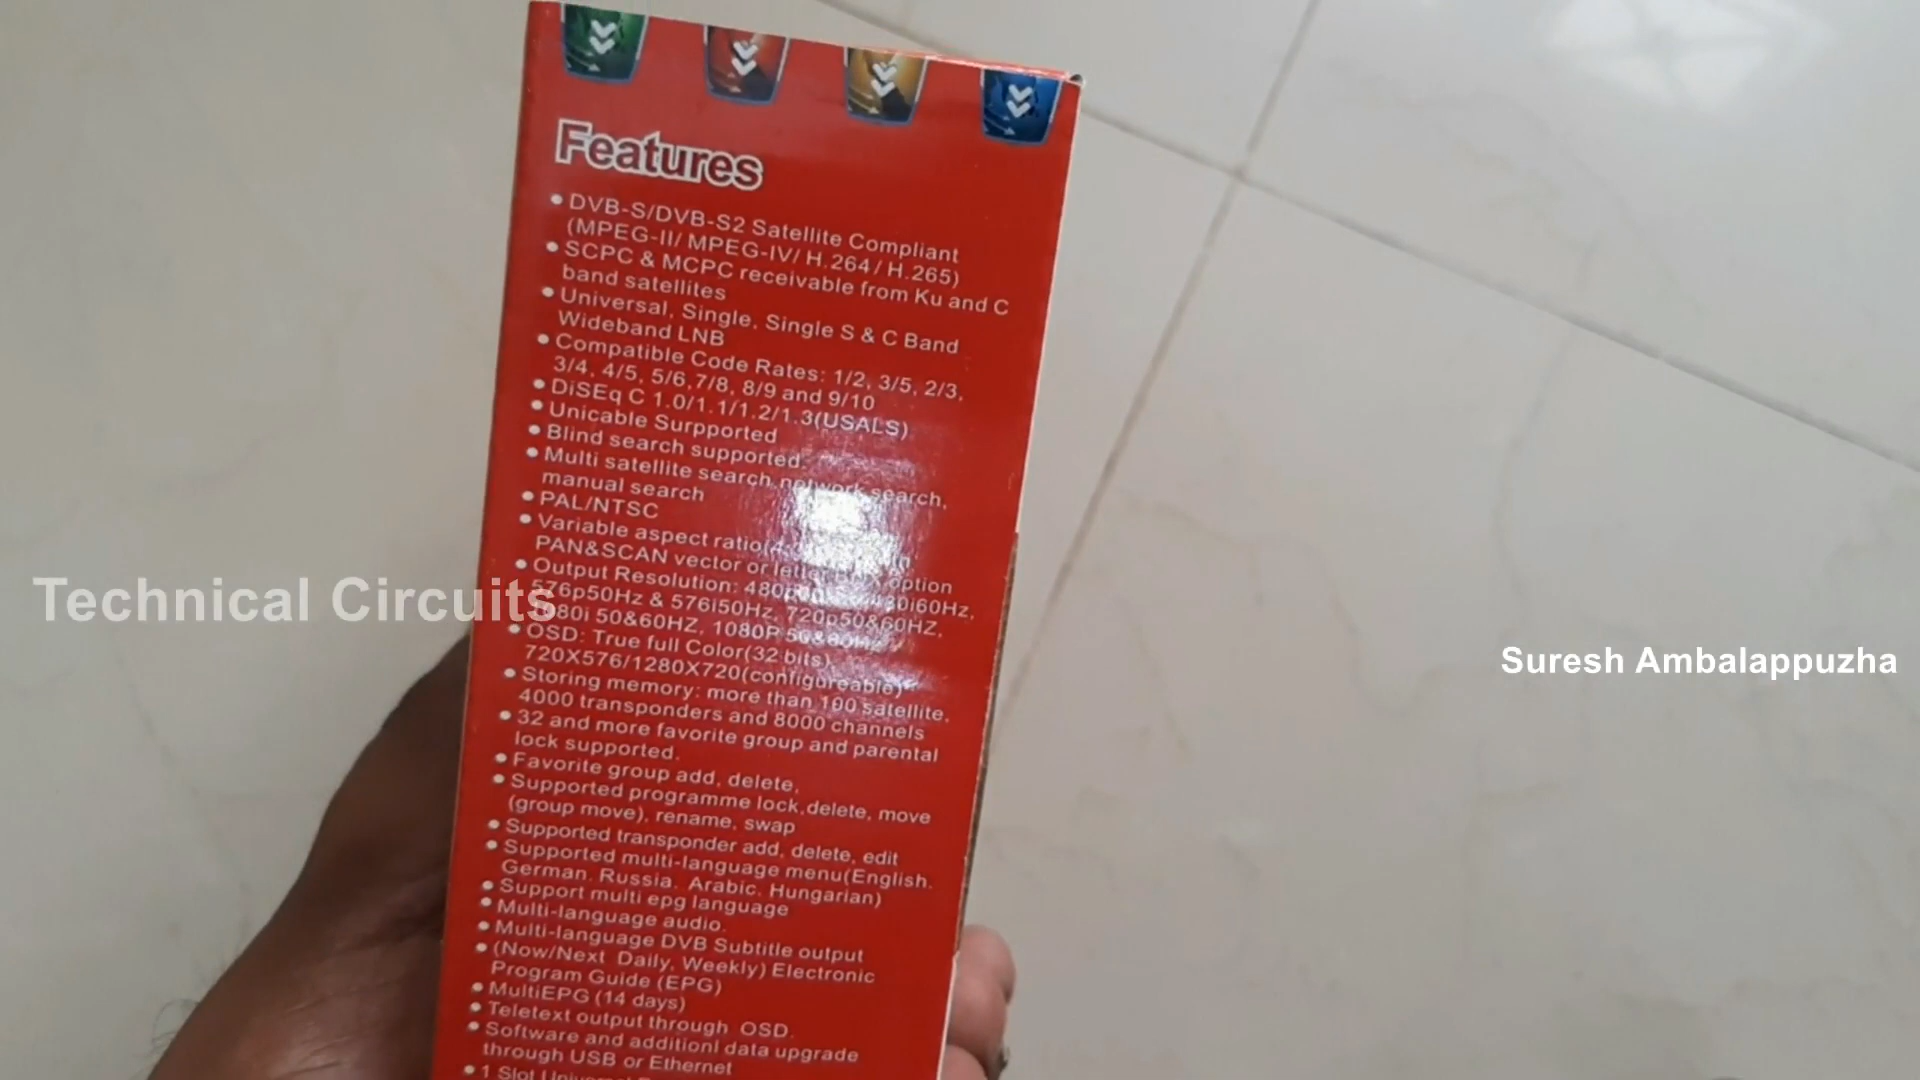 Features
• DVB-S/DVB-S2 Satellite Compliant
(MPEG-II/ MPEG-IV/ H.264 / H.265)
• SCPC & MCPC receivable from Ku and C
band satellites
• Universal, Single, Single S & C Band
Wideband LNB
• Compatible Code Rates: 1/2, 3/5, 2/3,
3/4, 4/5, 5/6,7/8, 8/9 and 9/10
• DiSEq C 1.0/1.1/1.2/1.3(USALS)
• Unicable Surpported
• Blind search supported.
• Multi satellite search, network search,
manual search
• PAL/NTSC
• Variable aspect ratio
PAN&SCAN vector or option
• Output Resolution:
576p50Hz & 576i50Hz, 720p50&60HZ,
1080i 50&60HZ, 1080P
• OSD: True full Color(32 bits)
720X576/1280X720(configureable)
• Storing memory: more than 100 satellite,
4000 transponders and 8000 channels
• 32 and more favorite group and parental
lock supported.
• Favorite group add, delete,
• Supported programme lock,delete, move
(group move), rename, swap
• Supported transponder add, delete, edit
• Supported multi-language menu(English.
German. Russia. Arabic. Hungarian)
• Support multi epg language
• Multi-language audio.
• Multi-language DVB Subtitle output
• (Now/Next Daily, Weekly) Electronic
Program Guide (EPG)
• MultiEPG (14 days)
• Teletext output through OSD.
• Software and additionl data upgrade
through USB or Ethernet
• 1 Slot
Technical Circuits
Suresh Ambalappuzha